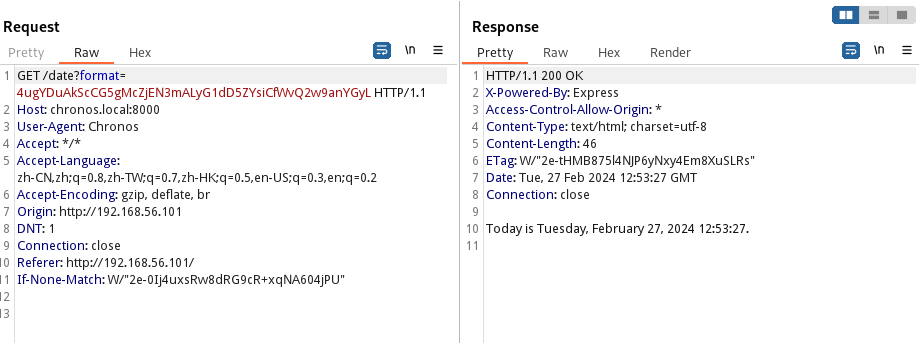 Request
Pretty Raw Hex
\n
1 GET /date?format=
4ugYDuAkScCG5gMcZjEN3mALyG1dD5ZYsiCfWvQ2w9anYGyL HTTP/1.1
2 Host: chronos.local:8000
3 User-Agent: Chronos
4 Accept: */*
5 Accept-Language:
zh-CN,zh;q=0.8,zh-TW;q=0.7,zh-HK;q=0.5,en-US;q=0.3,en;q=0.2
6 Accept-Encoding: gzip, deflate, br
7 Origin: http://192.168.56.101
8 DNT: 1
9 Connection: close
10 Referer: http://192.168.56.101/
11 If-None-Match: W/"2e-0Ij4uxsRw8dRG9cR+xqNA604JPU"
12
13
Response
Pretty Raw Hex Render
\n
1 HTTP/1.1 200 OK
2 X-Powered-By: Express
3 Access-Control-Allow-Origin: *
4 Content-Type: text/html; charset=utf-8
5 Content-Length: 46
6 ETag: W/"2e-tHMB875l4NJP6yNxy4Em8XuSLRs"
7 Date: Tue, 27 Feb 2024 12:53:27 GMT
8 Connection: close
9
10 Today is Tuesday, February 27, 2024 12:53:27.
11